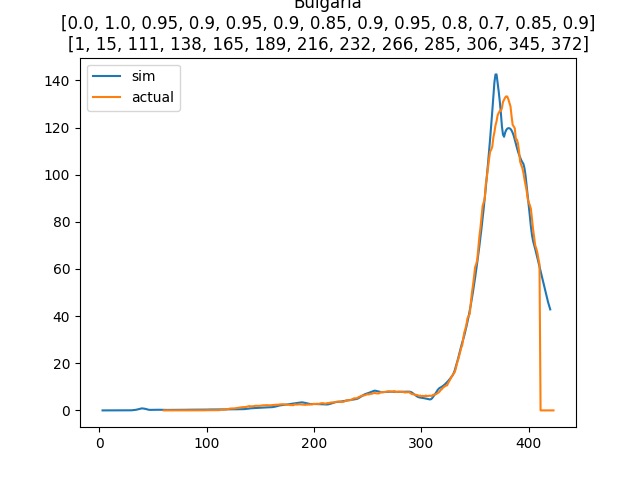 Bulgaria
[0.0, 1.0, 0.95, 0.9, 0.95, 0.9, 0.85, 0.9, 0.95, 0.8, 0.7, 0.85, 0.9]
[1, 15, 111, 138, 165, 189, 216, 232, 266, 285, 306, 345, 372]
sim
actual
140
120
100
80
60
40
20
0
0 100 200 300 400